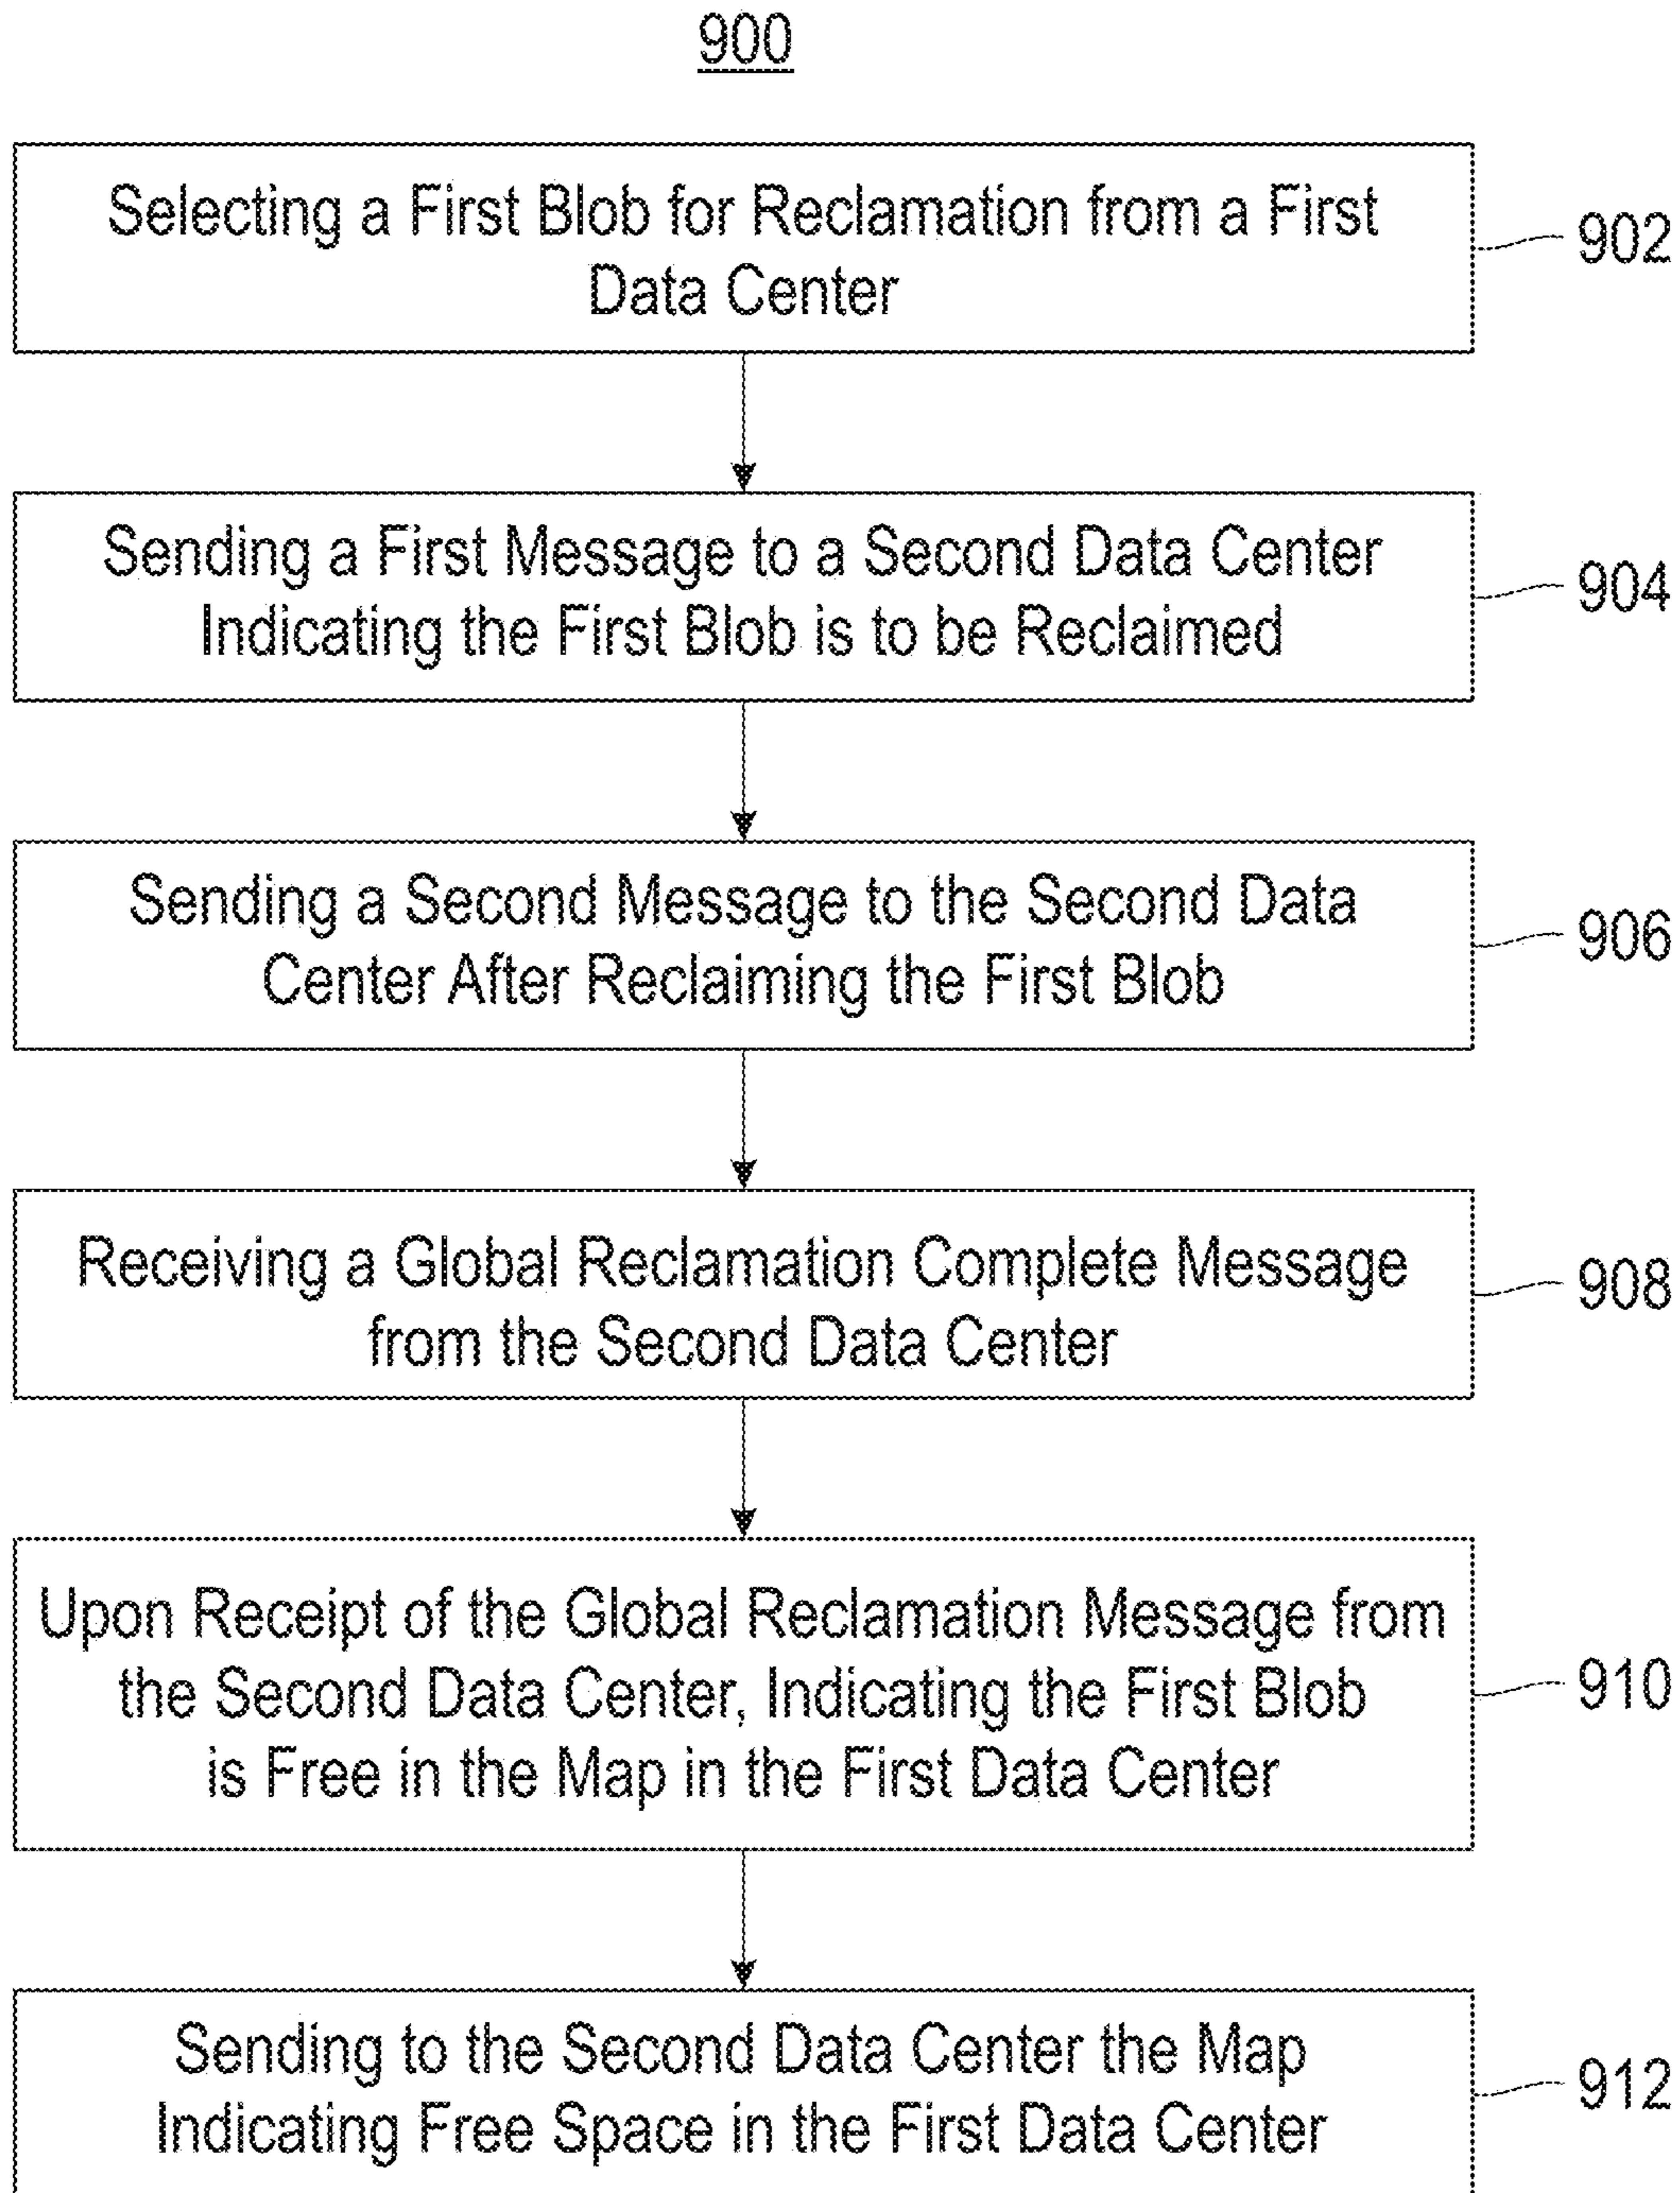 900
Selecting a First Blob for Reclamation from a First
Data Center
902
Sending a First Message to a Second Data Center
Indicating the First Blob is to be Reclaimed
904
Sending a Second Message to the Second Data
Center After Reclaiming the First Blob
906
Receiving a Global Reclamation Complete Message
from the Second Data Center
908
Upon Receipt of the Global Reclamation Message from
the Second Data Center, Indicating the First Blob
is Free in the Map in the First Data Center
910
Sending to the Second Data Center the Map
Indicating Free Space in the First Data Center
912